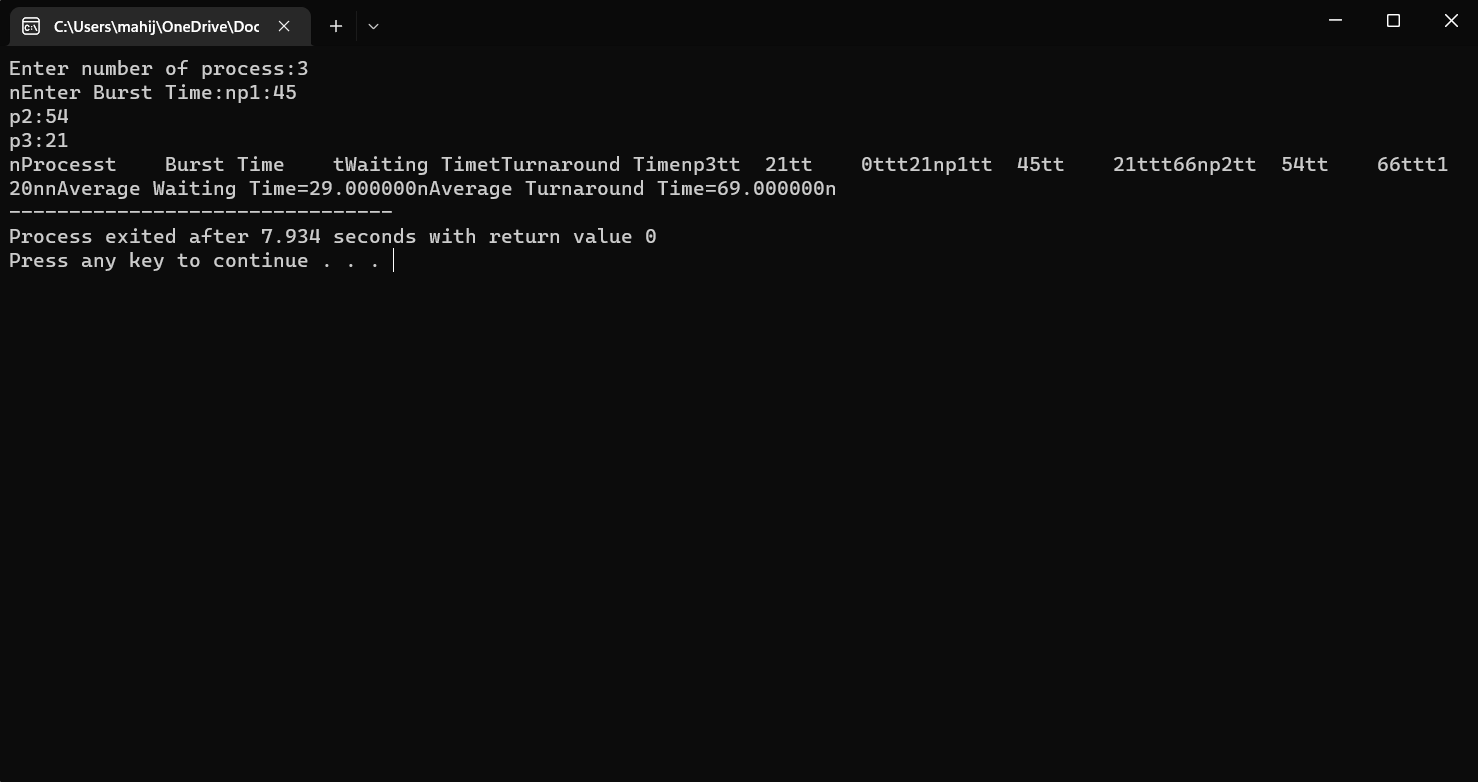 C:\Users\mahij\OneDrive\Doc
Enter number of process:3
nEnter Burst Time:np1:45
p2:54
p3:21
nProcesst    Burst Time    tWaiting TimetTurnaround Timenp3tt  21tt    0ttt21np1tt  45tt    21ttt66np2tt  54tt    66ttt1
20nnAverage Waiting Time=29.000000nAverage Turnaround Time=69.000000n
--------------------------------
Process exited after 7.934 seconds with return value 0
Press any key to continue . . .